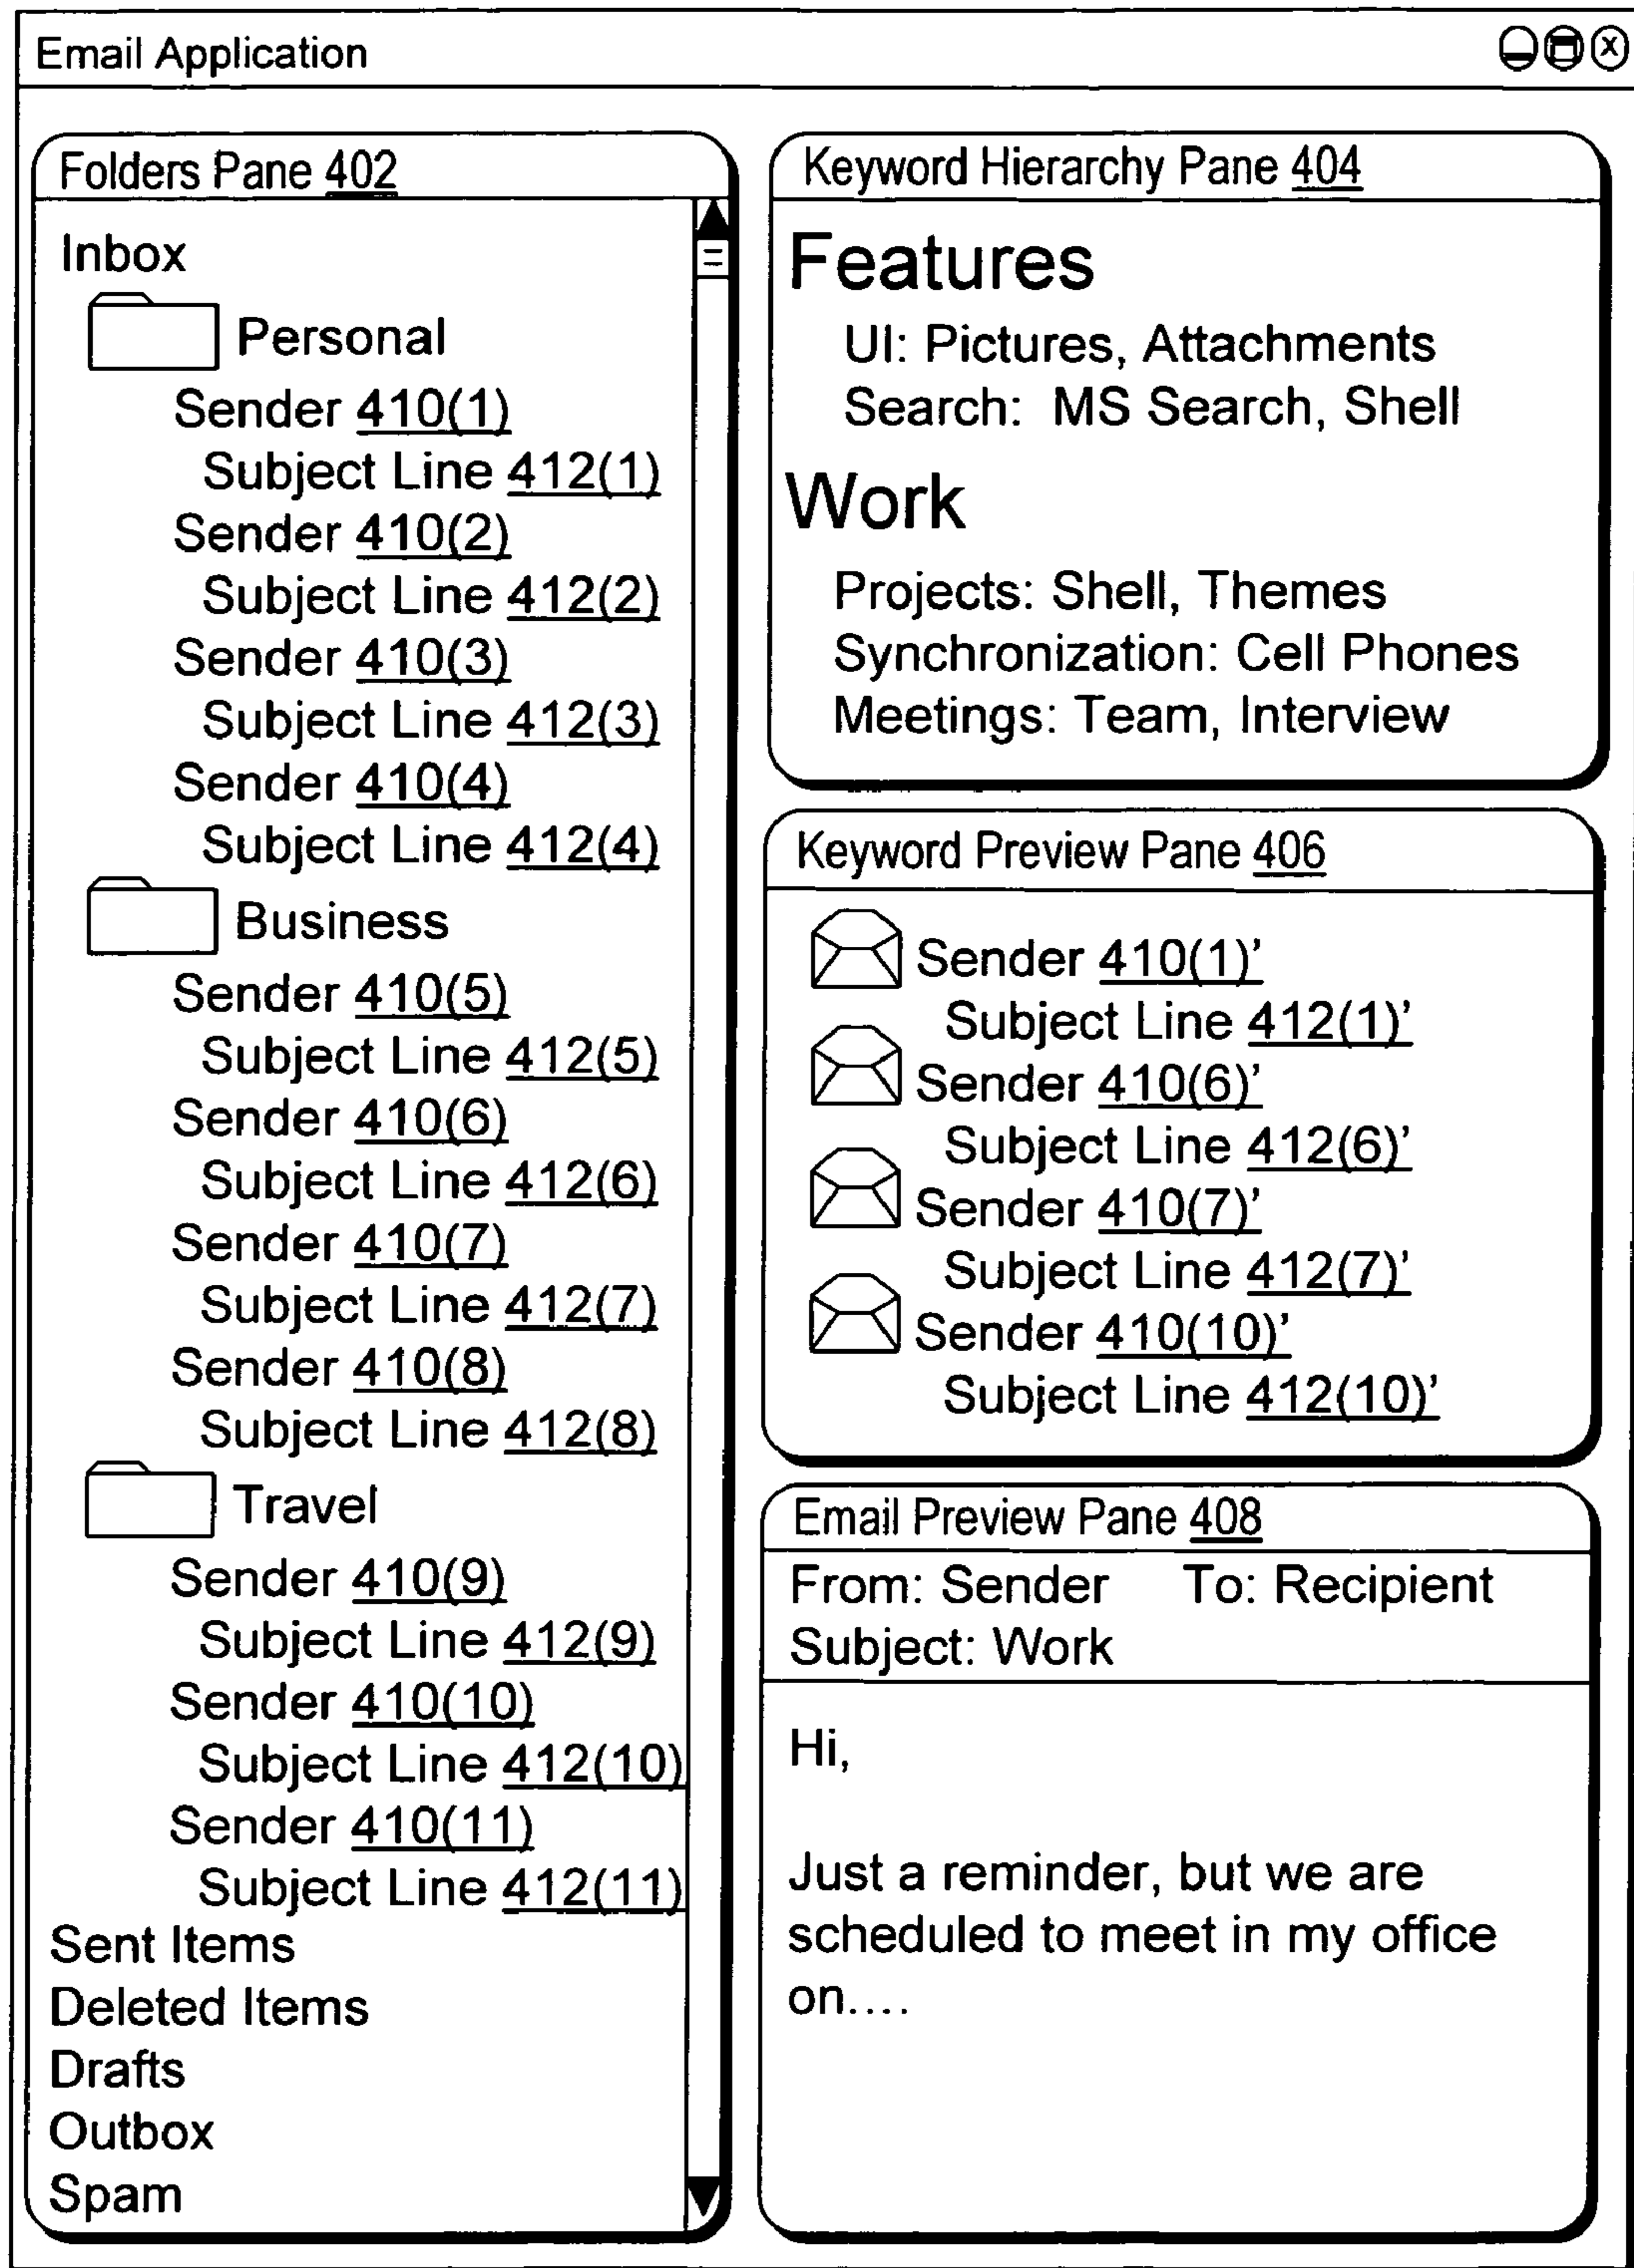 Email Application
Folders Pane 402
Inbox
Personal
Sender 410(1)
Subject Line 412(1)
Sender 410(2)
Subject Line 412(2)
Sender 410(3)
Subject Line 412(3)
Sender 410(4)
Subject Line 412(4)
Business
Sender 410(5)
Subject Line 412(5)
Sender 410(6)
Subject Line 412(6)
Sender 410(7)
Subject Line 412(7)
Sender 410(8)
Subject Line 412(8)
Travel
Sender 410(9)
Subject Line 412(9)
Sender 410(10)
Subject Line 412(10)
Sender 410(11)
Subject Line 412(11)
Sent Items
Deleted Items
Drafts
Outbox
Spam
Keyword Hierarchy Pane 404
Features
UI: Pictures, Attachments
Search: MS Search, Shell
Work
Projects: Shell, Themes
Synchronization: Cell Phones
Meetings: Team, Interview
Keyword Preview Pane 406
Sender 410(1)’
Subject Line 412(1)’
Sender 410(6)’
Subject Line 412(6)’
Sender 410(7)’
Subject Line 412(7)’
Sender 410(10)’
Subject Line 412(10)’
Email Preview Pane 408
From: Sender To: Recipient
Subject: Work
Hi,
Just a reminder, but we are
scheduled to meet in my office
on....